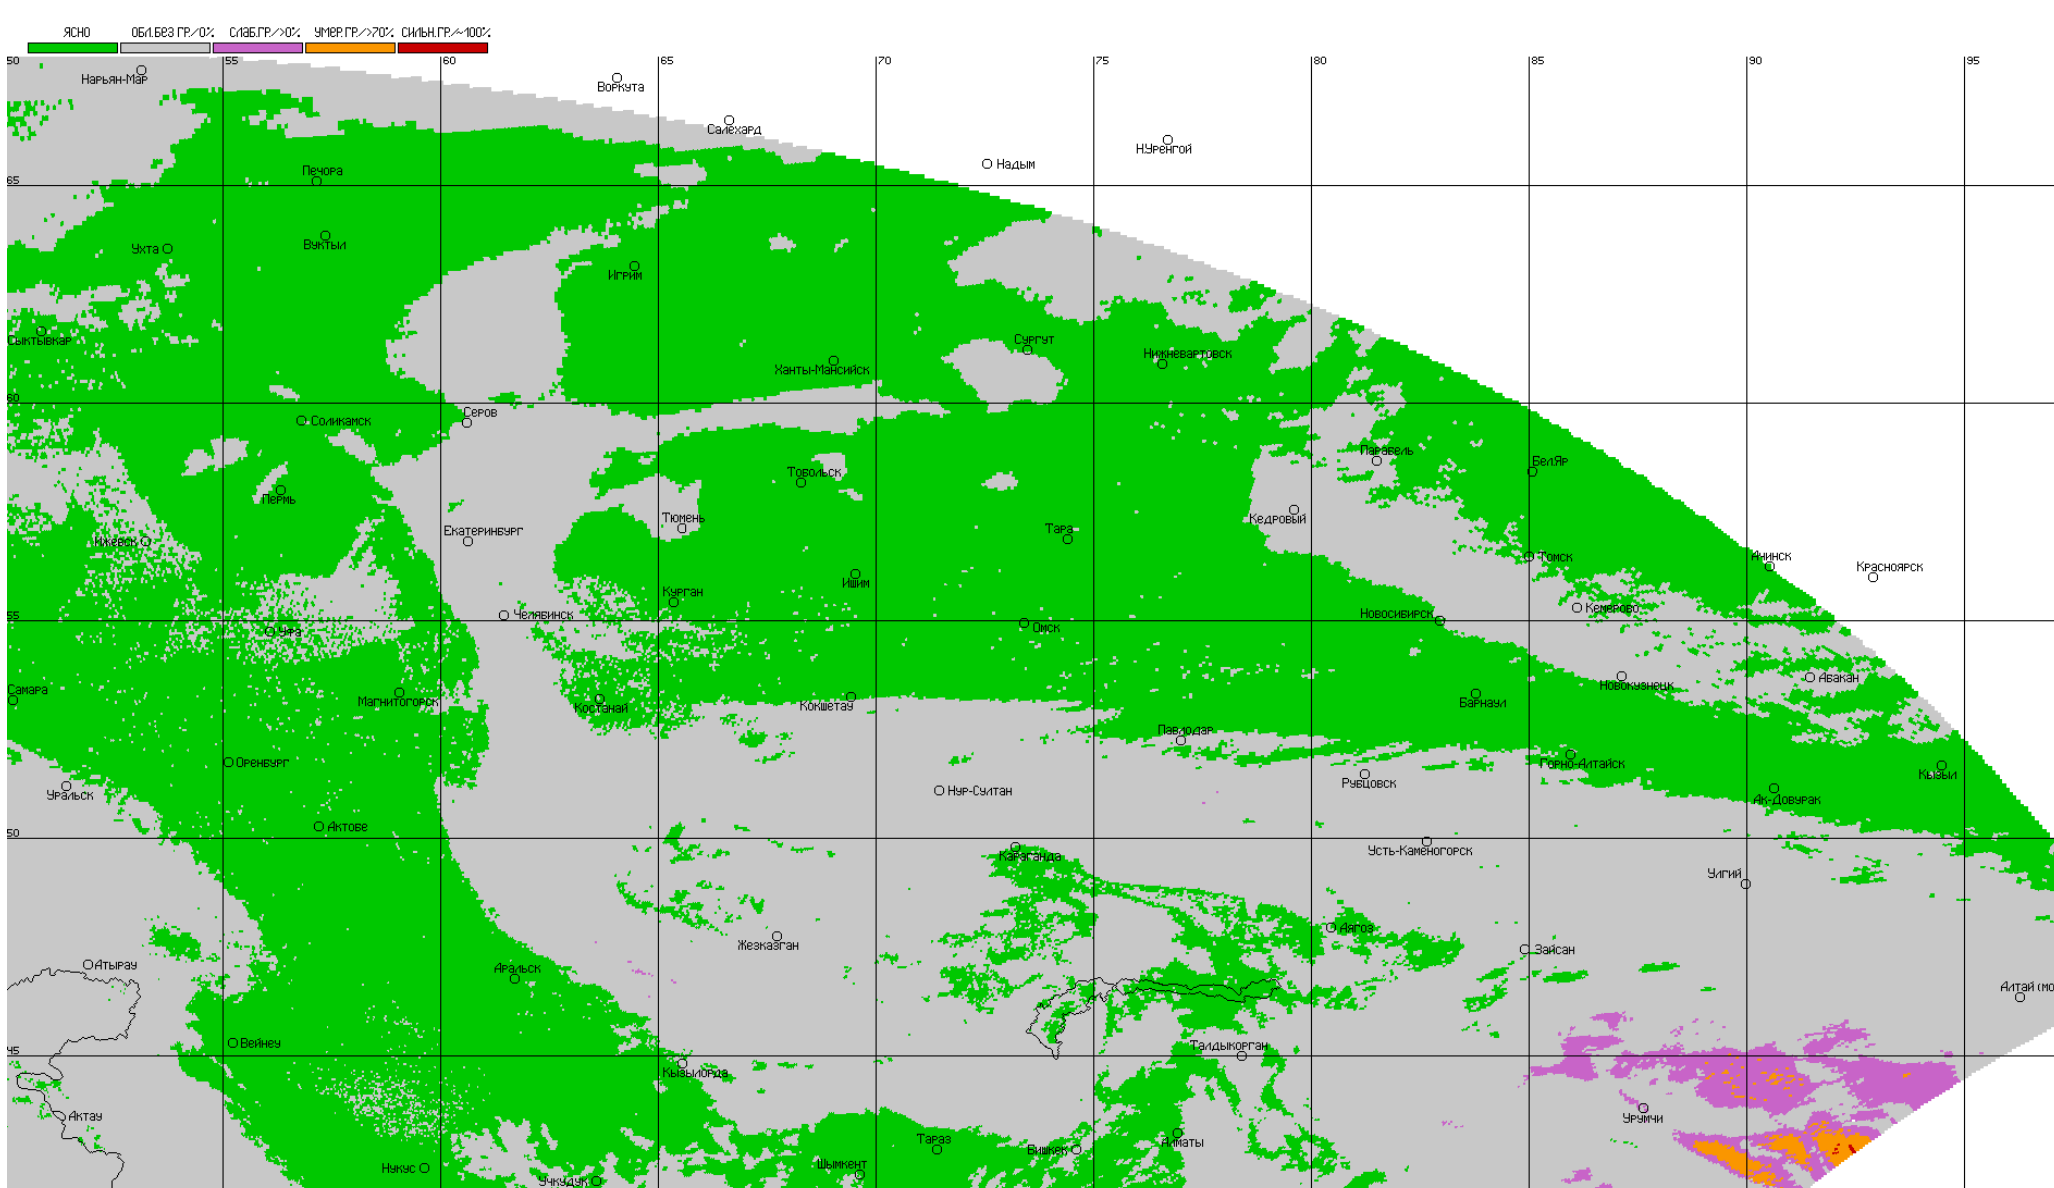 ЯСНО ОБЛ.БЕЗ ГР./0% СЛАБ.ГР./>0% УМЕР.ГР./>70% СИЛЬН.ГР./~100%
50 55 60 65 70 75 80 85 90 95
Нарьян-Мар
Воркута
Салехард
Н.Уренгой
Надым
Печора
65
Вуктыл
Ухта
Игрим
Сыктывкар
Сургут
Нижневартовск
Ханты-Мансийск
60
Серов
Соликамск
Парабель
Бел.Яр
Тобольск
Пермь
Кедровый
Тюмень
Екатеринбург
Тара
Ижевск
Томск
Ачинск
Красноярск
Ишим
Курган
Кемерово
Челябинск
Новосибирск
55
Уфа
Омск
Абакан
Новокузнецк
Самара
Магнитогорск
Костанай
Кокшетау
Барнаул
Павлодар
Оренбург
Горно-Алтайск
Кызыл
Рубцовск
Уральск
Нур-Султан
Ак-Довурак
Актобе
50
Караганда
Усть-Каменогорск
Улгий
Аягоз
Жезказган
Зайсан
Атырау
Аральск
Алтай (мо
Вейнеу
Талдыкорган
45
Кызылорда
Актау
Урумчи
Тараз
Алматы
Бишкек
Шымкент
Нукус
Учкудук